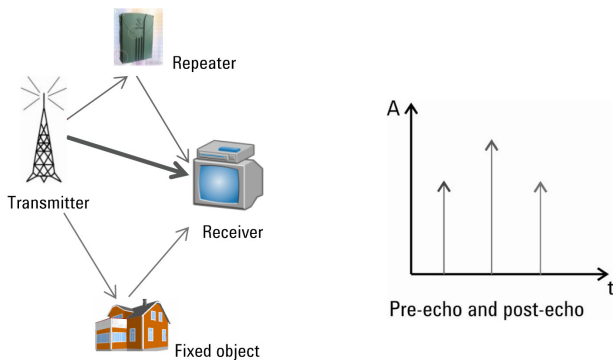 Repeater
Transmitter
Receiver
Fixed object
A
t
Pre-echo and post-echo